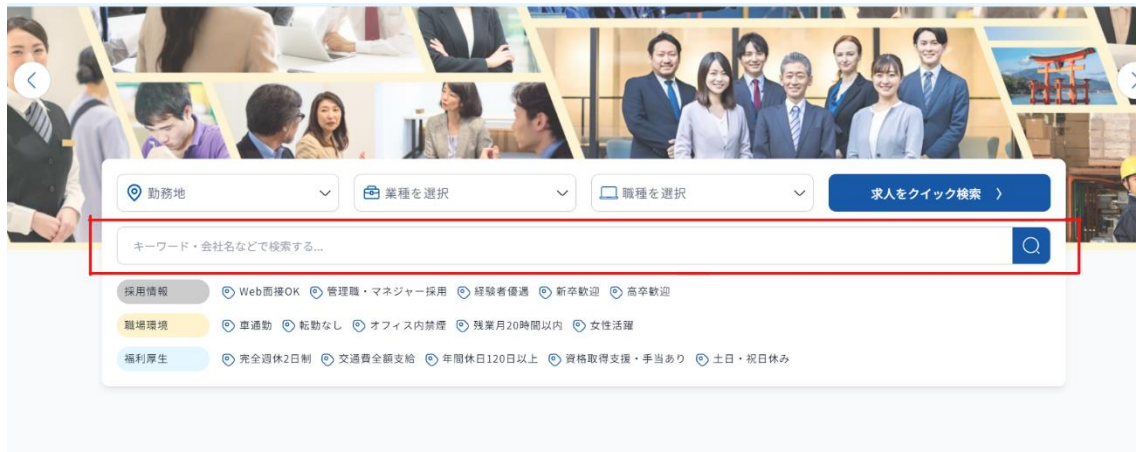 勤務地 業種を選択 職種を選択 求人をクイック検索 〉
キーワード・会社名などで検索する...
採用情報 Web面接OK 管理職・マネジャー採用 経験者優遇 新卒歓迎 高卒歓迎
職場環境 車通勤 転勤なし オフィス内禁煙 残業月20時間以内 女性活躍
福利厚生 完全週休2日制 交通費全額支給 年間休日120日以上 資格取得支援・手当あり 土日・祝日休み